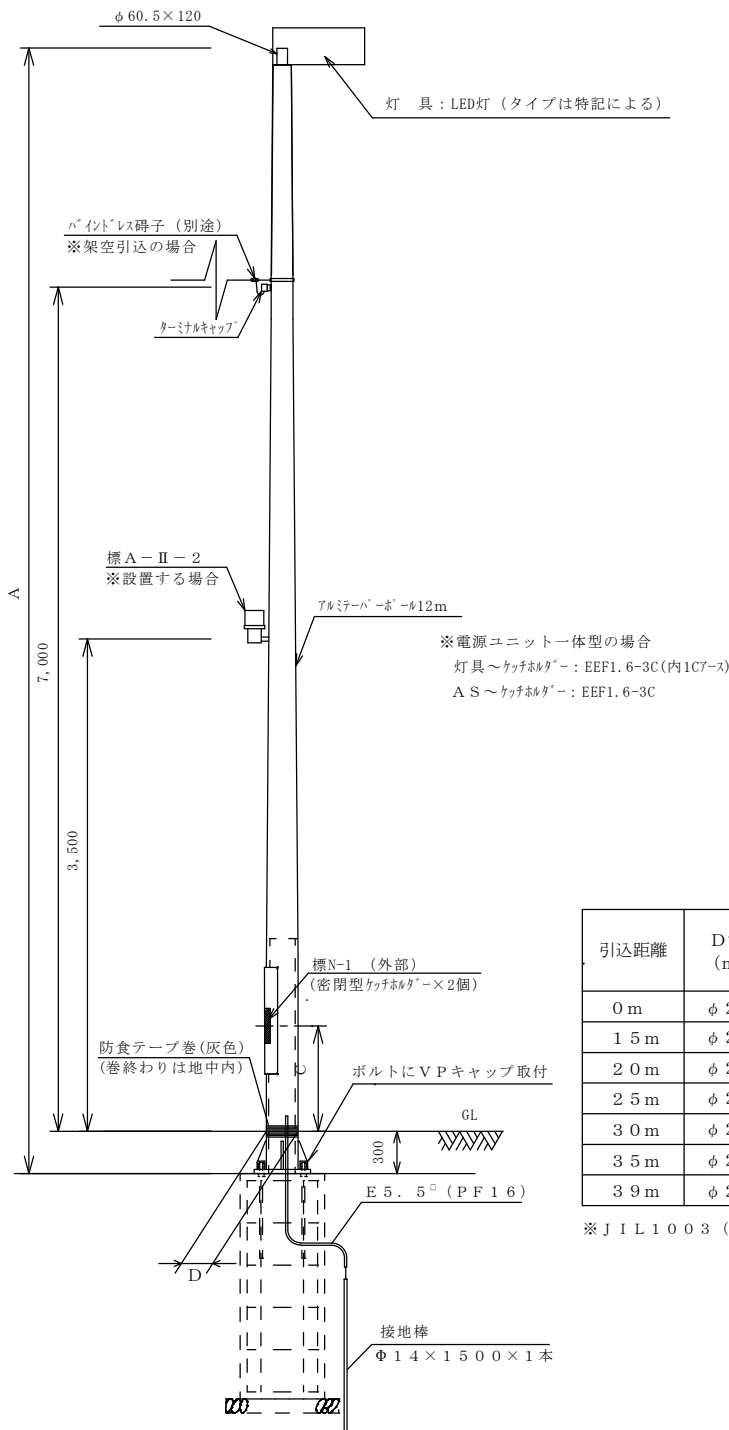 φ60.5×120
灯　具：LED灯（タイプは特記による）
バインドレス碍子（別途）
※架空引込の場合
ターミナルキャップ
A
7,000
標A－Ⅱ－2
※設置する場合
アルミテーパーポール12m
※電源ユニット一体型の場合
灯具～ケッチホルダー：EEF1.6-3C(内1Cアース)
AS～ケッチホルダー：EEF1.6-3C
3,500
標N-1　(外部)
(密閉型ケッチホルダー×2個)
防食テープ巻(灰色)
(巻終わりは地中内)
C
ボルトにVPキャップ取付
GL
300
E5.5□(PF16)
D
接地棒
Φ14×1500×1本
引込距離
D
(m
0m　φ2
15m　φ2
20m　φ2
25m　φ2
30m　φ2
35m　φ2
39m　φ2
※JIL1003(